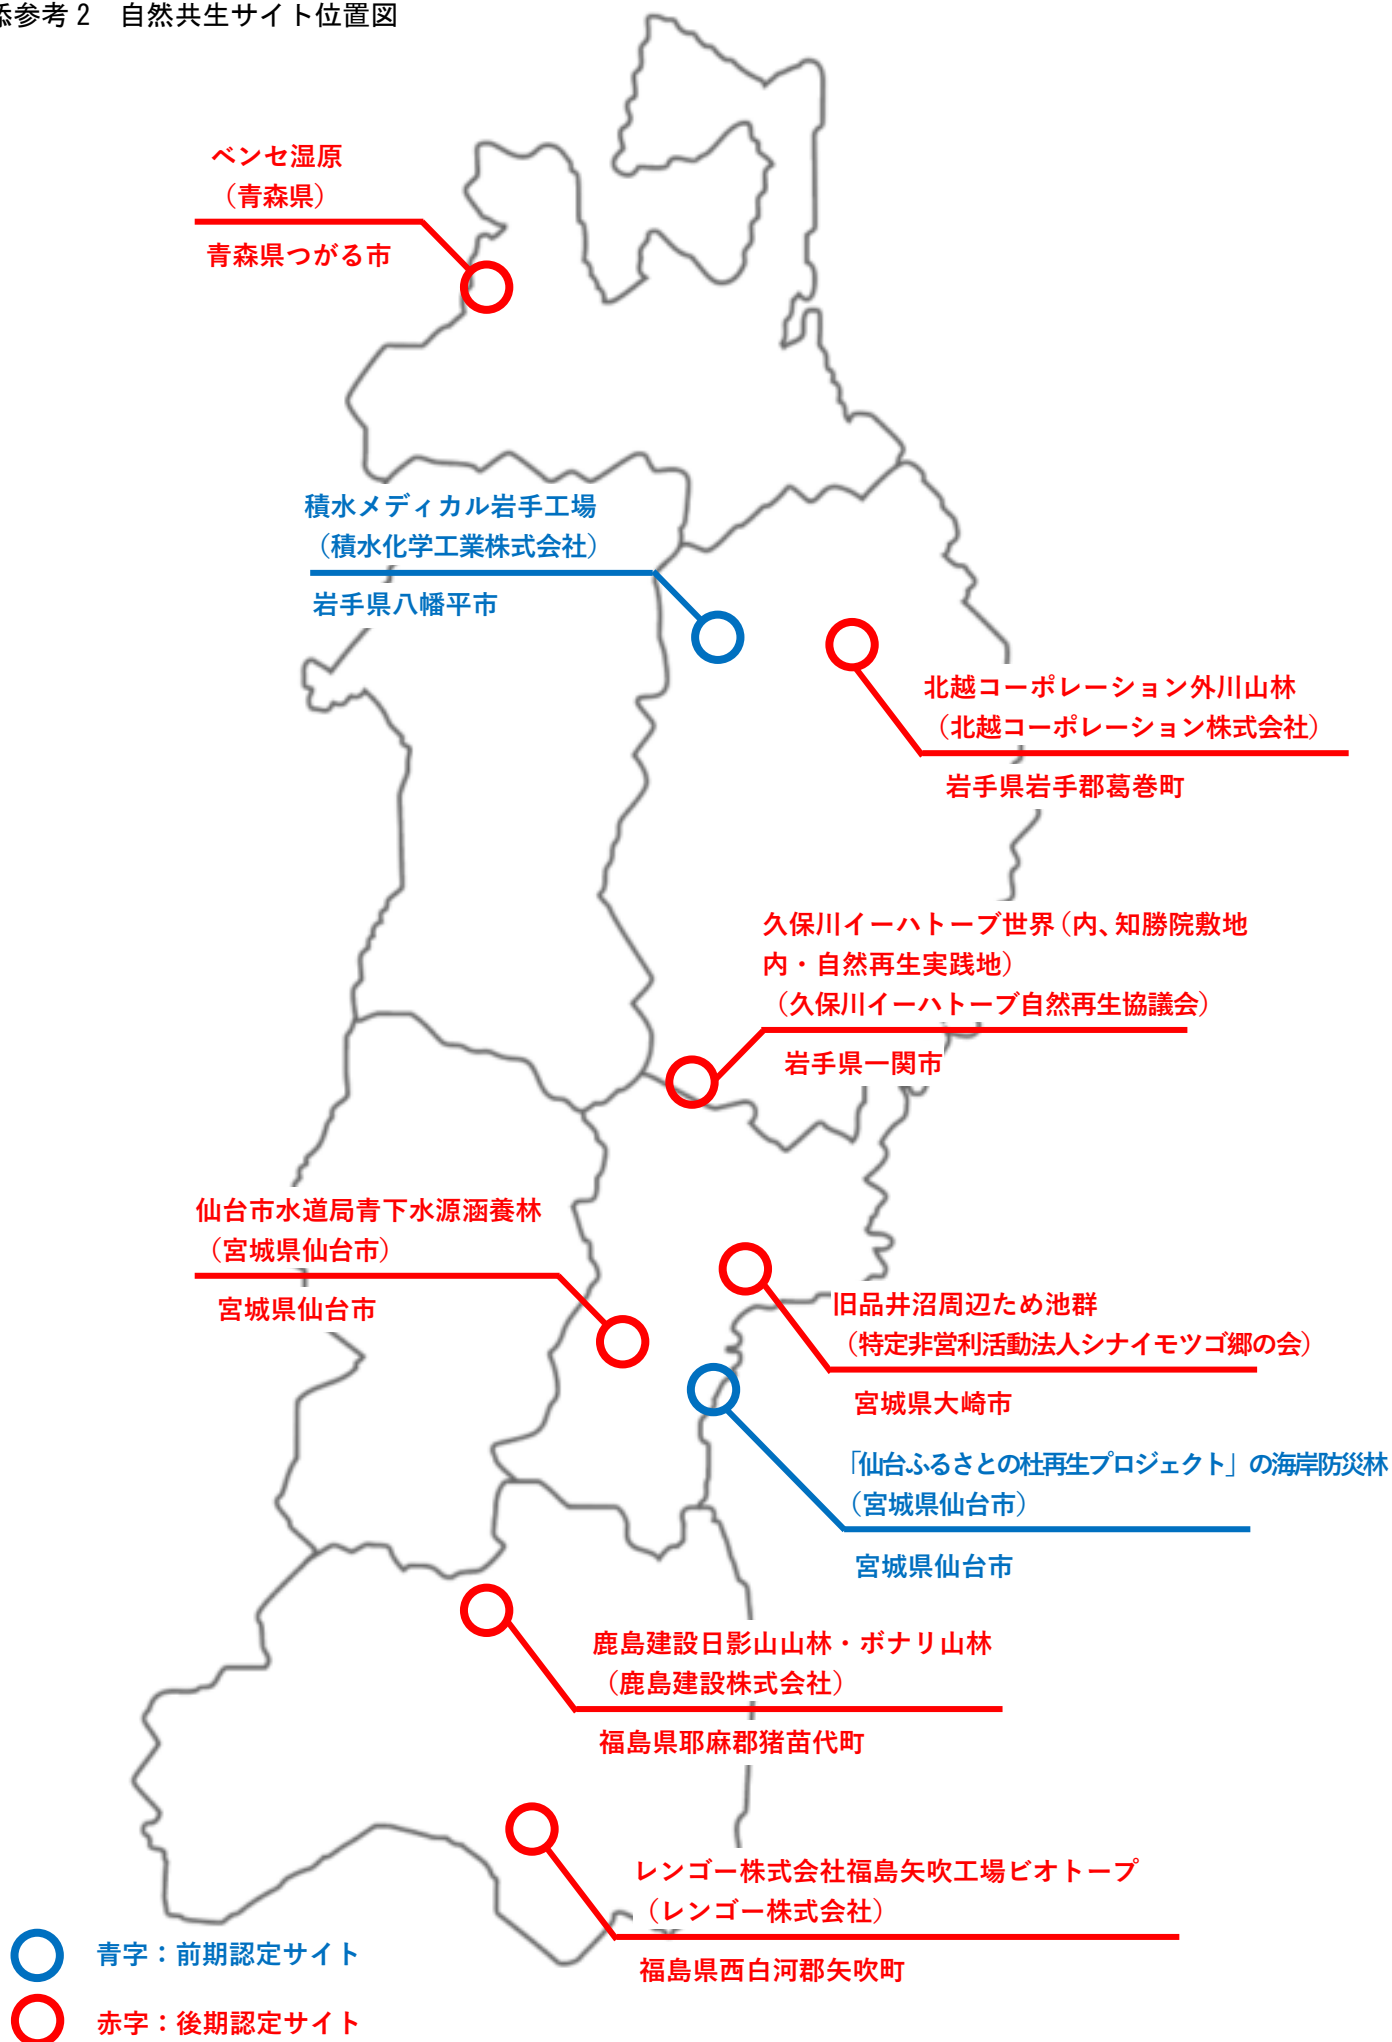 添参考2　自然共生サイト位置図
ベンセ湿原
（青森県）
青森県つがる市
積水メディカル岩手工場
（積水化学工業株式会社）
岩手県八幡平市
北越コーポレーション外川山林
（北越コーポレーション株式会社）
岩手県岩手郡葛巻町
久保川イーハトーブ世界（内、知勝院敷地
内・自然再生実践地）
（久保川イーハトーブ自然再生協議会）
岩手県一関市
仙台市水道局青下水源涵養林
（宮城県仙台市）
宮城県仙台市
旧品井沼周辺ため池群
（特定非営利活動法人シナイモツゴ郷の会）
宮城県大崎市
「仙台ふるさとの杜再生プロジェクト」の海岸防災林
（宮城県仙台市）
宮城県仙台市
鹿島建設日影山山林・ボナリ山林
（鹿島建設株式会社）
福島県耶麻郡猪苗代町
レンゴー株式会社福島矢吹工場ビオトープ
（レンゴー株式会社）
福島県西白河郡矢吹町
青字：前期認定サイト
赤字：後期認定サイト